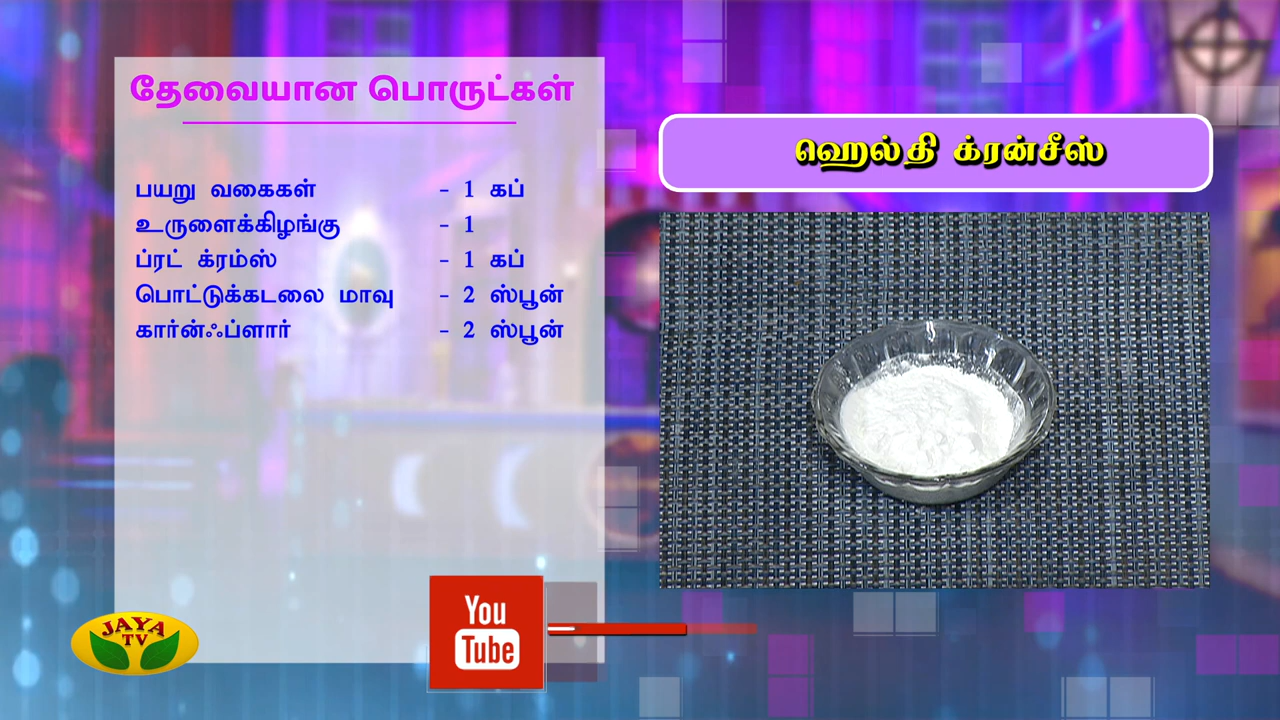 தேவையான பொருட்கள்
பயறு வகைகள் - 1 கப்
உருளைக்கிழங்கு - 1
ப்ரட் க்ரம்ஸ் - 1 கப்
பொட்டுக்கடலை மாவு - 2 ஸ்பூன்
கார்ன்ஃப்ளார் - 2 ஸ்பூன்
ஹெல்தி க்ரன்சீஸ்
JAYA
TV
You
Tube